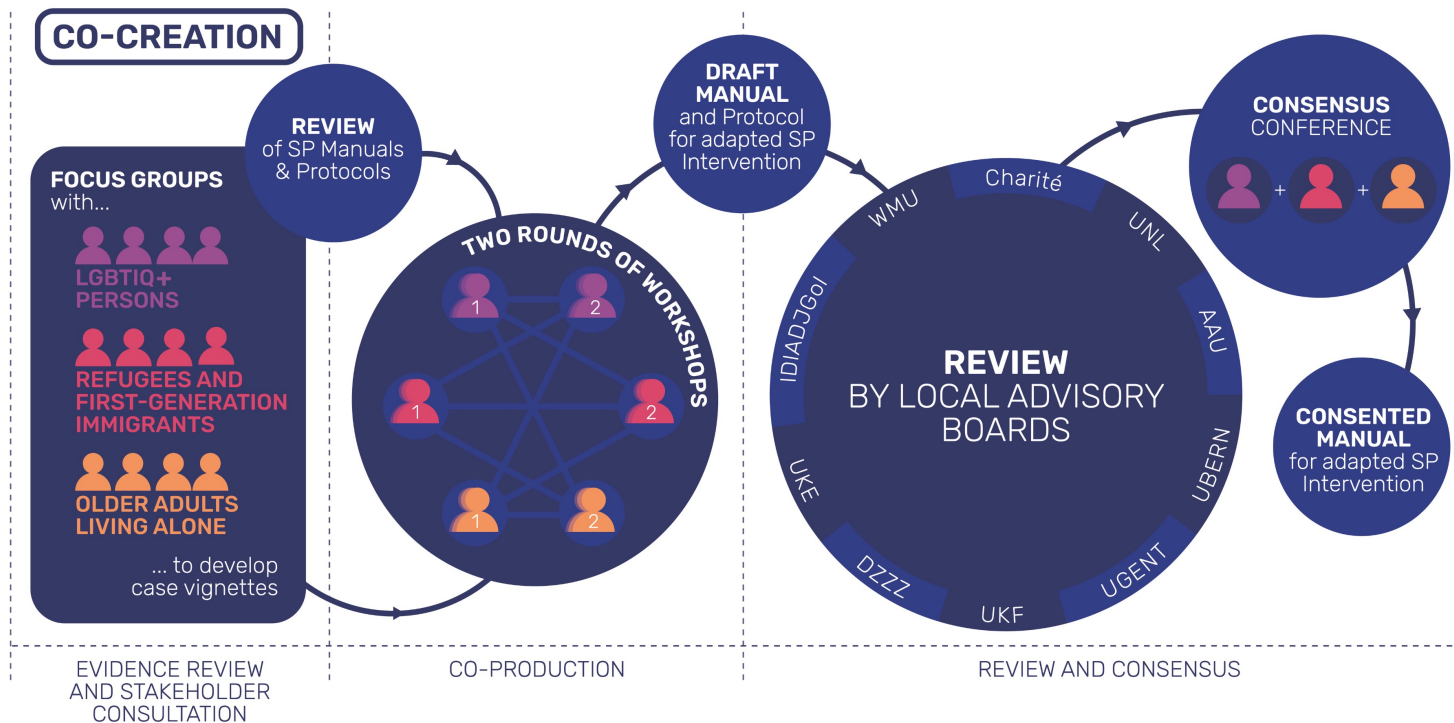 CO-CREATION
REVIEW
of SP Manuals
& Protocols
FOCUS GROUPS
with...
LGBTIQ+
PERSONS
REFUGEES AND
FIRST-GENERATION
IMMIGRANTS
OLDER ADULTS
LIVING ALONE
... to develop
case vignettes
TWO ROUNDS OF WORKSHOPS
1
2
1
2
1
2
DRAFT
MANUAL
and Protocol
for adapted SP
Intervention
REVIEW
BY LOCAL ADVISORY
BOARDS
Charité
UNL
AAU
UBERN
UGENT
UKF
DZZZ
UKE
IDIADJGol
WMU
CONSENSUS
CONFERENCE
+
+
CONSENTED
MANUAL
for adapted SP
Intervention
EVIDENCE REVIEW
AND STAKEHOLDER
CONSULTATION
CO-PRODUCTION
REVIEW AND CONSENSUS